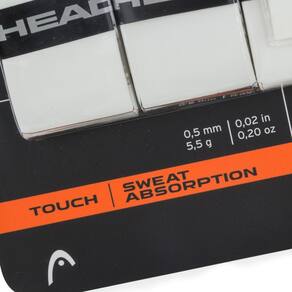 HEAD
0,5 mm | 0,02 in
5,5 g | 0,20 oz
TOUCH | SWEAT
ABSORPTION